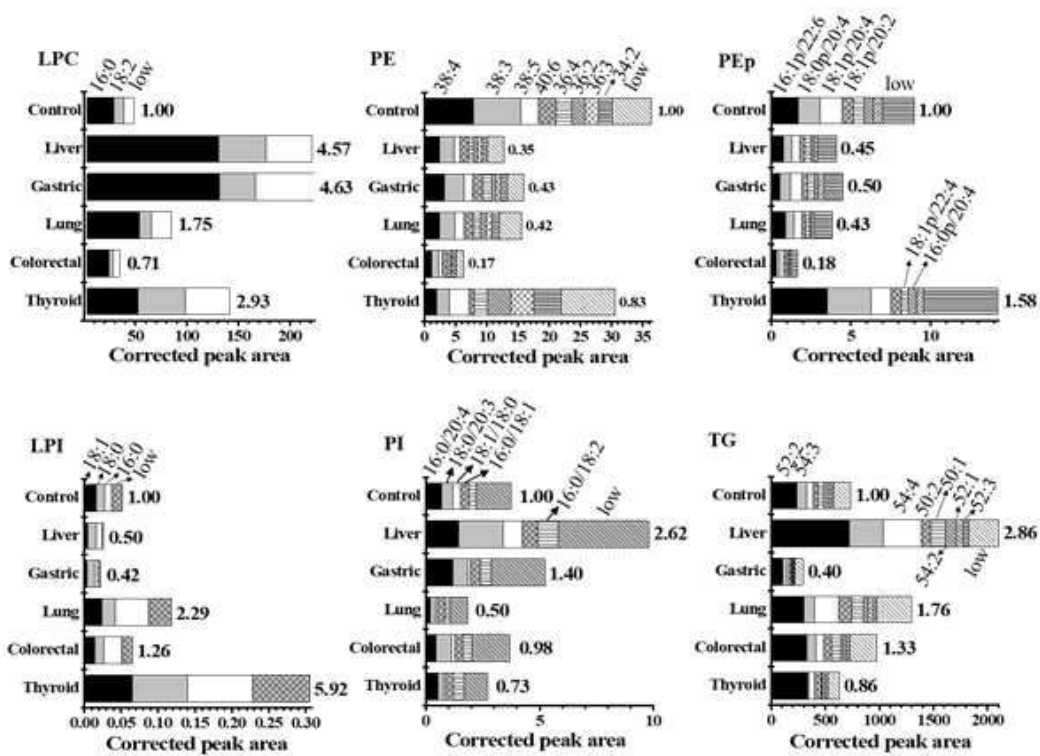 LPC
16:0
18:2
low
Control
1.00
Liver
4.57
Gastric
4.63
Lung
1.75
Colorectal
0.71
Thyroid
2.93
50 100 150 200
Corrected peak area
PE
38:4
38:3
38:5
40:6
36:4
36:2
36:3
34:2
low
Control
1.00
Liver
0.35
Gastric
0.43
Lung
0.42
Colorectal
0.17
Thyroid
0.83
0 5 10 15 20 25 30 35
Corrected peak area
PEp
16:1p/22:6
18:0p/20:4
18:1p/20:4
18:1p/20:2
low
Control
1.00
Liver
0.45
Gastric
0.50
Lung
0.43
18:1p/22:4
16:0p/20:4
Colorectal
0.18
Thyroid
1.58
0 5 10
Corrected peak area
LPI
18:1
18:0
16:0
low
Control
1.00
Liver
0.50
Gastric
0.42
Lung
2.29
Colorectal
1.26
Thyroid
5.92
0.00 0.05 0.10 0.15 0.20 0.25 0.30
Corrected peak area
PI
16:0/20:4
18:0/20:3
18:1/18:0
16:0/18:1
Control
1.00
16:0/18:2
low
Liver
2.62
Gastric
1.40
Lung
0.50
Colorectal
0.98
Thyroid
0.73
0 5 10
Corrected peak area
TG
52:2
54:3
Control
1.00
54:4
50:2
50:1
52:1
52:3
Liver
2.86
54:2
low
Gastric
0.40
Lung
1.76
Colorectal
1.33
Thyroid
0.86
0 500 1000 1500 2000
Corrected peak area